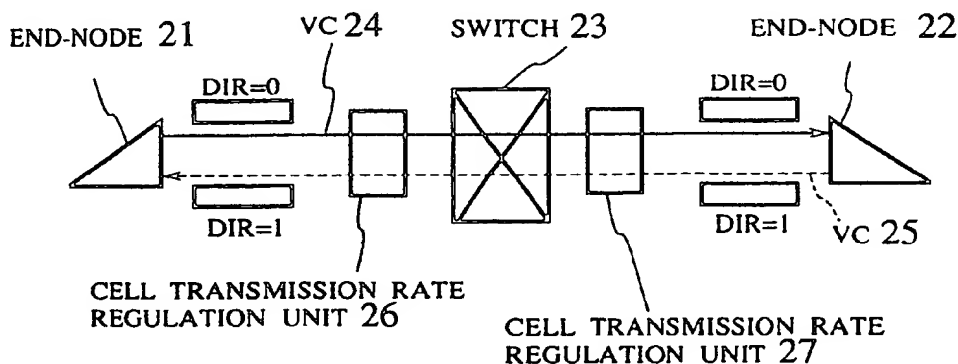 END-NODE 21
VC 24
SWITCH 23
END-NODE 22
DIR=0
DIR=0
DIR=1
DIR=1
VC 25
CELL TRANSMISSION RATE
REGULATION UNIT 26
CELL TRANSMISSION RATE
REGULATION UNIT 27